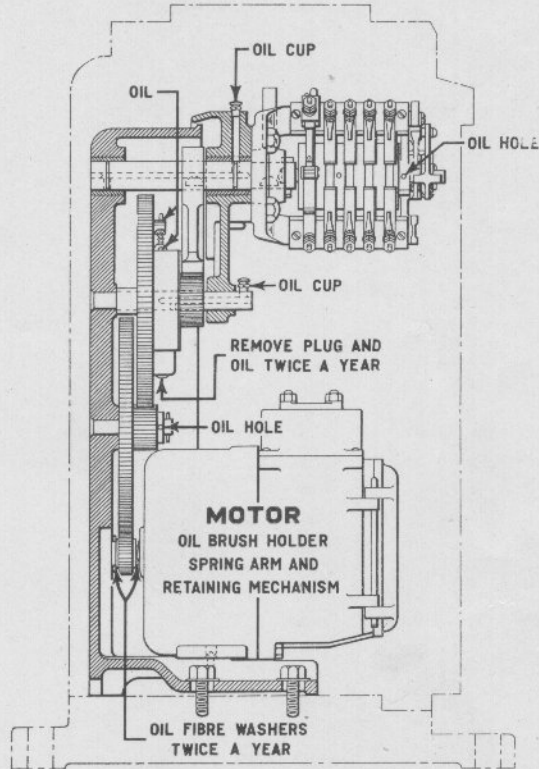 OIL CUP
OIL
OIL HOLE
OIL CUP
REMOVE PLUG AND
OIL TWICE A YEAR
OIL HOLE
MOTOR
OIL BRUSH HOLDER
SPRING ARM AND
RETAINING MECHANISM
OIL FIBRE WASHERS
TWICE A YEAR